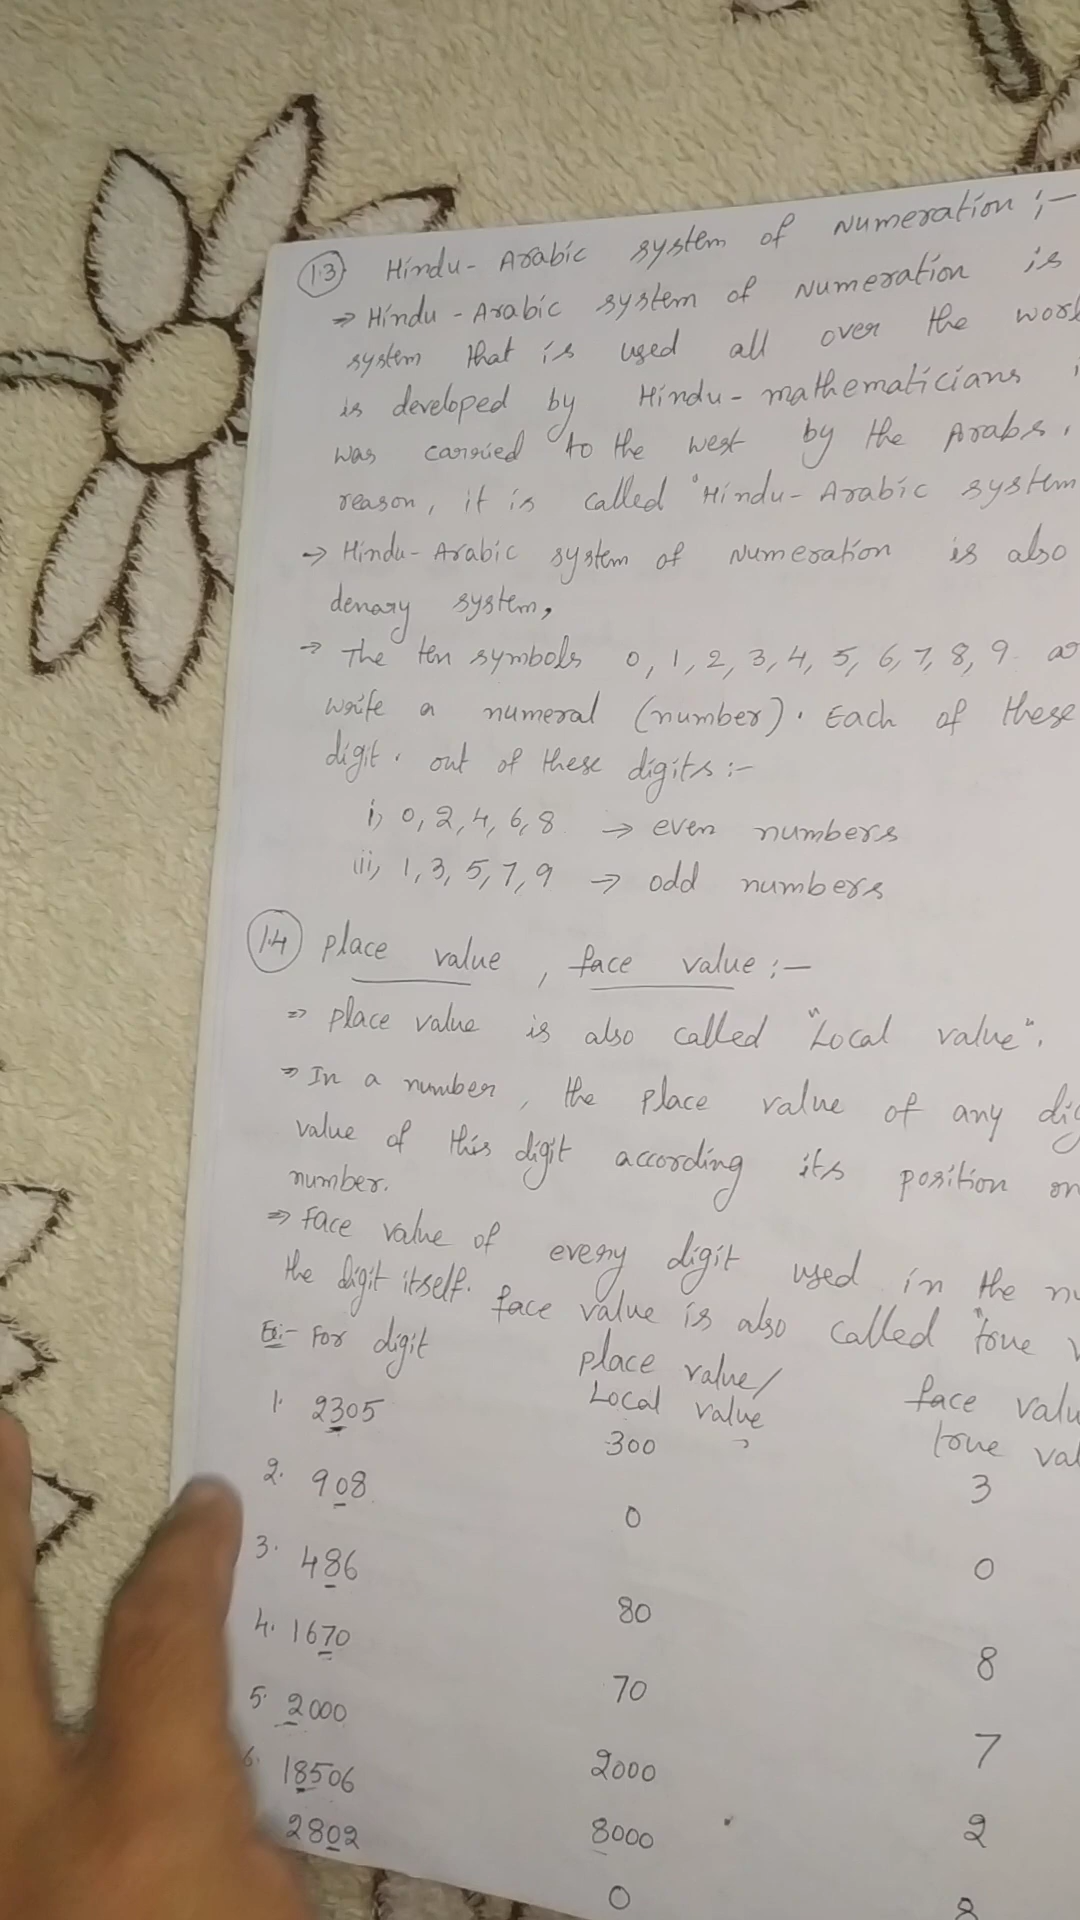 1.3 Hindu-Arabic system of Numeration :-
⇒ Hindu-Arabic system of Numeration is
system that is used all over the
is developed by Hindu-mathematicians
was carried to the west by the Arabs.
reason, it is called "Hindu-Arabic system
→ Hindu-Arabic system of Numeration is also
denary system,
→ The ten symbols 0, 1, 2, 3, 4, 5, 6, 7, 8, 9
write a numeral (number). Each of these
digit. out of these digits :-
i) 0, 2, 4, 6, 8 → even numbers
ii) 1, 3, 5, 7, 9 → odd numbers
1.4 place value, face value :-
⇒ place value is also called "Local value".
⇒ In a number, the place value of any
value of this digit according its position on
number.
⇒ Face value of every digit used in the
the digit itself. face value is also called "true
Ex:- For digit place value/ face
Local value true
1. 2305 300 3
2. 908 0 0
3. 486 80 8
4. 1670 70 7
5. 2000 2000 2
6. 18506 8000
2802 0